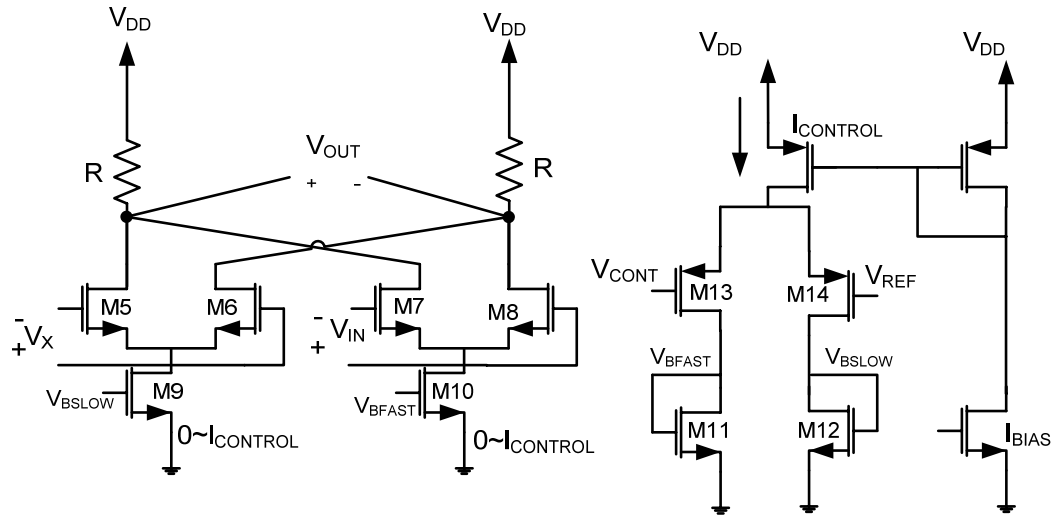 VDD
VDD
VDD
VDD
ICONTROL
R
VOUT
R
+
-
VCONT
M13
M14
VREF
M5
M6
M7
M8
-
VX
+
-
VIN
+
VBFAST
VBSLOW
VBSLOW
M9
VBFAST
M10
M11
M12
IBIAS
0~ICONTROL
0~ICONTROL